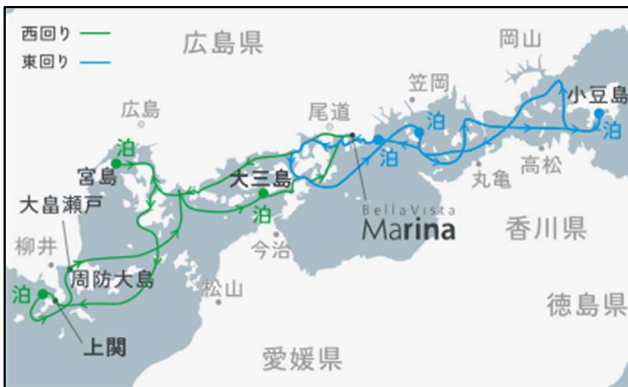 西回り
東回り
広島県
岡山
笠岡
小豆島
広島
尾道
泊
泊
宮島
大三島
泊
泊
丸亀
高松
泊
大畠瀬戸
BellaVista
Marina
香川県
柳井
今治
周防大島
泊
松山
徳島県
上関
愛媛県